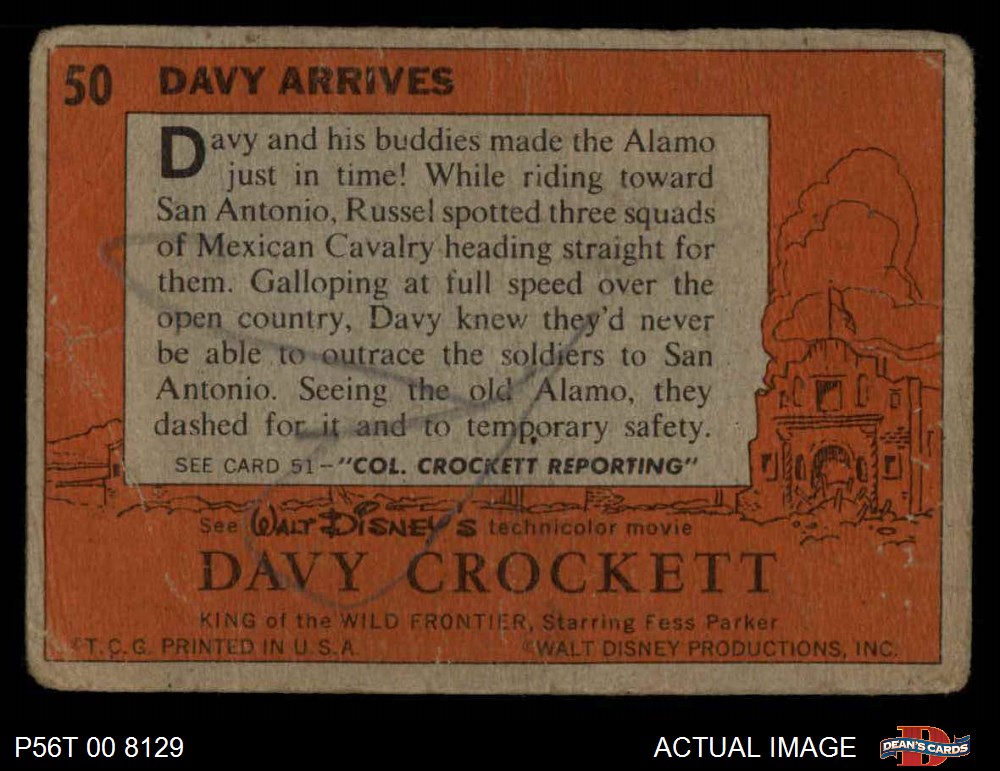 50 DAVY ARRIVES
Davy and his buddies made the Alamo
just in time! While riding toward
San Antonio, Russel spotted three squads
of Mexican Cavalry heading straight for
them. Galloping at full speed over the
open country, Davy knew they'd never
be able to outrace the soldiers to San
Antonio. Seeing the old Alamo, they
dashed for it and to temporary safety.
SEE CARD 51-"COL. CROCKETT REPORTING"
See WALT DISNEY'S technicolor movie
DAVY CROCKETT
KING of the WILD FRONTIER, Starring Fess Parker
©T.C.G. PRINTED IN U.S.A. ©WALT DISNEY PRODUCTIONS, INC.
P56T 00 8129 ACTUAL IMAGE DEAN'S CARDS